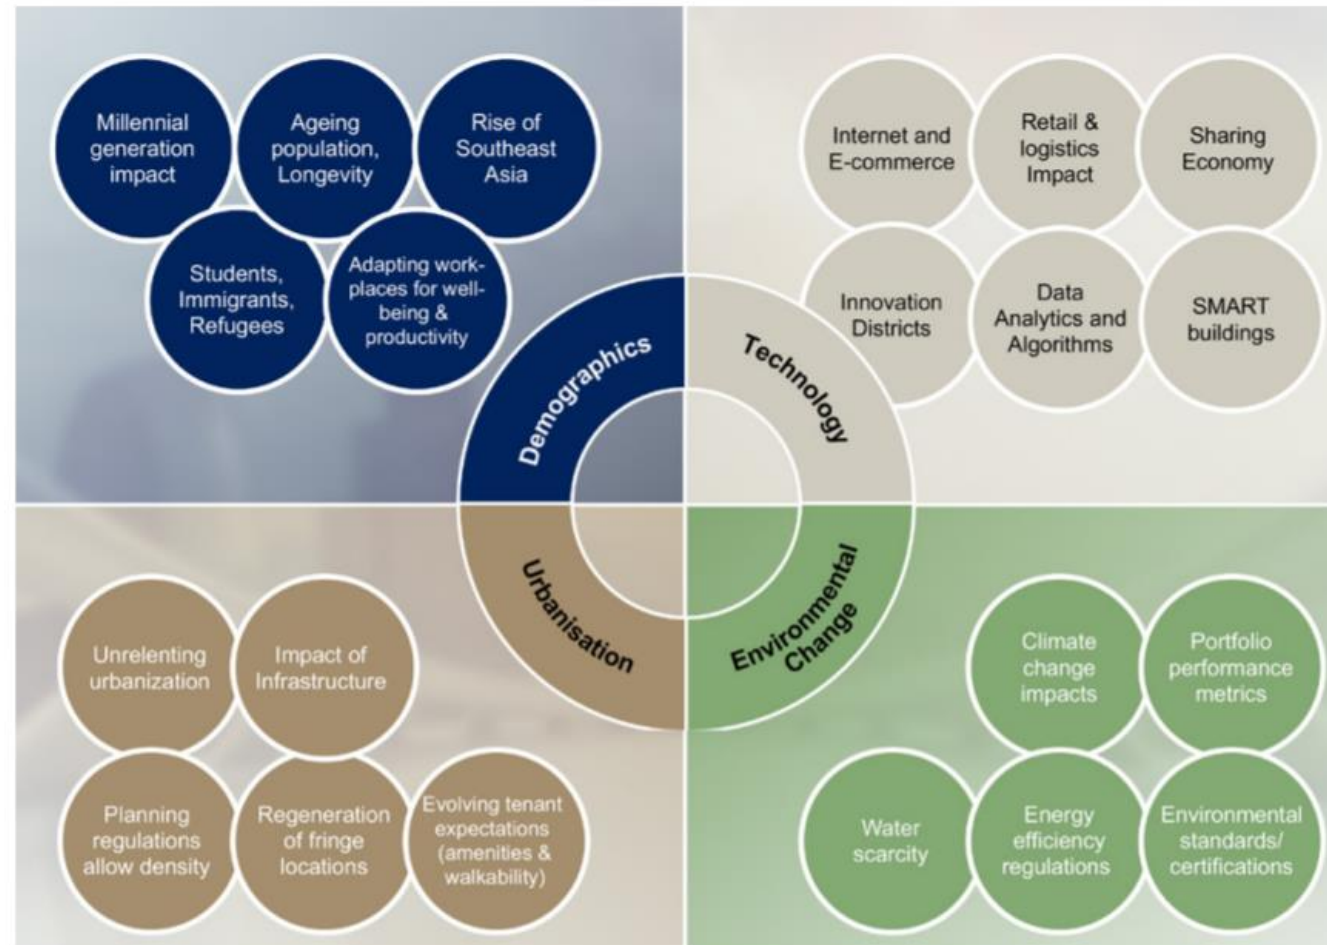 Millennial
generation
impact
Ageing
population,
Longevity
Rise of
Southeast
Asia
Students,
Immigrants,
Refugees
Adapting work-
places for well-
being &
productivity
Demographics
Internet and
E-commerce
Retail &
logistics
Impact
Sharing
Economy
Innovation
Districts
Data
Analytics and
Algorithms
SMART
buildings
Technology
Urbanisation
Unrelenting
urbanization
Impact of
Infrastructure
Planning
regulations
allow density
Regeneration
of fringe
locations
Evolving tenant
expectations
(amenities &
walkability)
Environmental
Change
Climate
change
impacts
Portfolio
performance
metrics
Water
scarcity
Energy
efficiency
regulations
Environmental
standards/
certifications